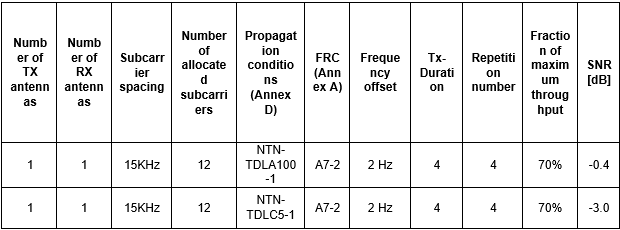 Numb
er of
TX
antenn
as
Numb
er of
RX
antenn
as
Subcarr
ier
spacing
Number
of
allocate
d
subcarri
ers
Propagat
ion
conditio
ns
(Annex
D)
FRC
(Ann
ex A)
Freque
ncy
offset
Tx-
Durati
on
Repetiti
on
number
Fractio
n of
maxim
um
throug
hput
SNR
[dB]
1
1
15KHz
12
NTN-
TDLA100
-1
A7-2
2 Hz
4
4
70%
-0.4
1
1
15KHz
12
NTN-
TDLC5-1
A7-2
2 Hz
4
4
70%
-3.0